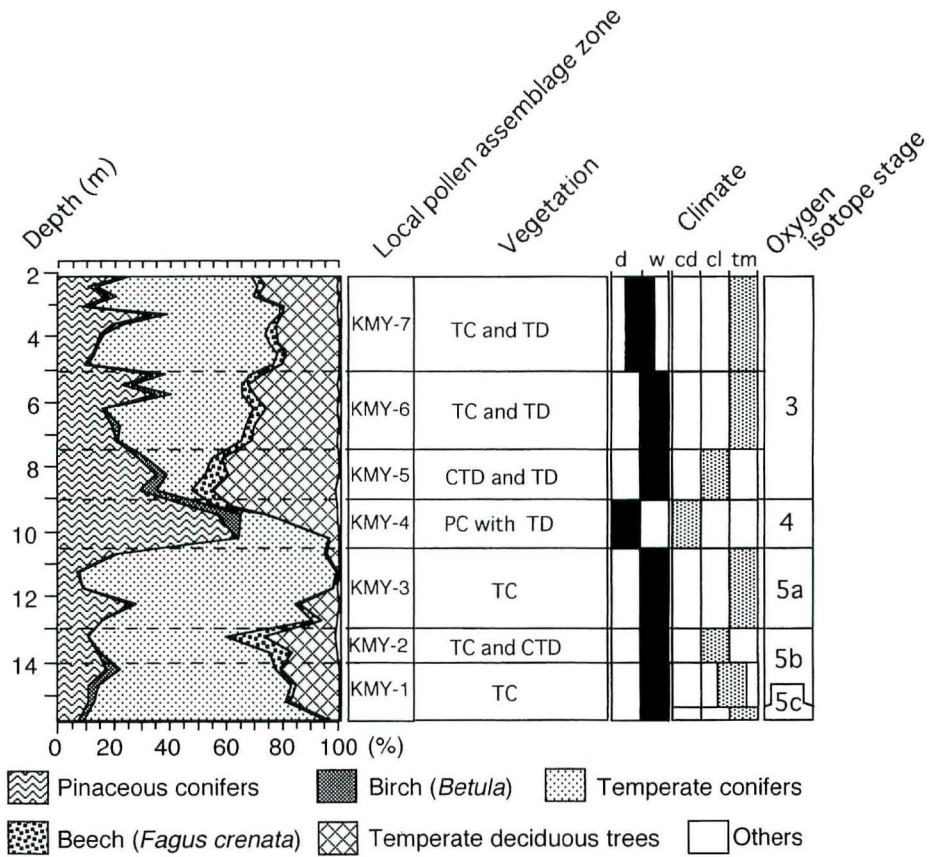 Depth (m)
Local pollen assemblage zone
Vegetation
Climate
Oxygen
isotope stage
d w cd cl tm
2
4
6
8
10
12
14
KMY-7 TC and TD
KMY-6 TC and TD 3
KMY-5 CTD and TD
KMY-4 PC with TD 4
KMY-3 TC 5a
KMY-2 TC and CTD 5b
KMY-1 TC 5c
0 20 40 60 80 100 (%)
Pinaceous conifers Birch (Betula) Temperate conifers
Beech (Fagus crenata) Temperate deciduous trees Others